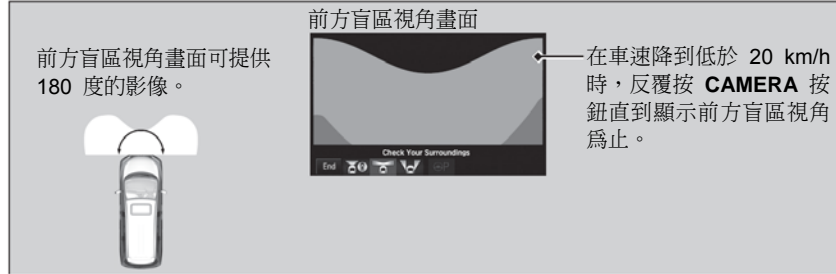 前方盲區視角畫面
前方盲區視角畫面可提供
180 度的影像。
在車速降到低於 20 km/h
時，反覆按 CAMERA 按
鈕直到顯示前方盲區視角
爲止。
Check Your Surroundings
End